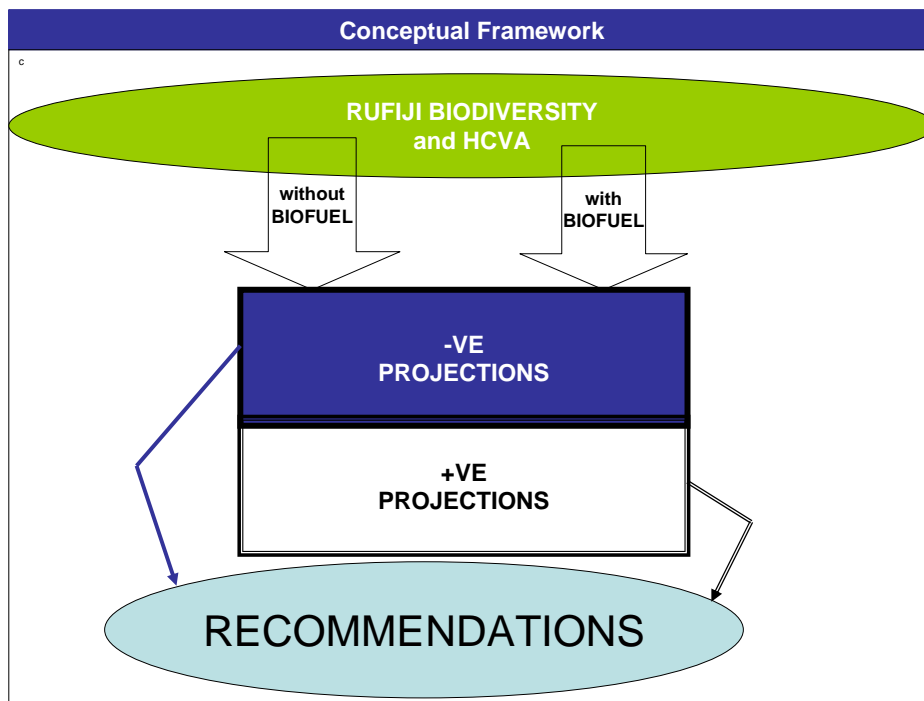 Conceptual Framework
c
RUFIJI BIODIVERSITY
and HCVA
without
BIOFUEL
with
BIOFUEL
-VE
PROJECTIONS
+VE
PROJECTIONS
RECOMMENDATIONS